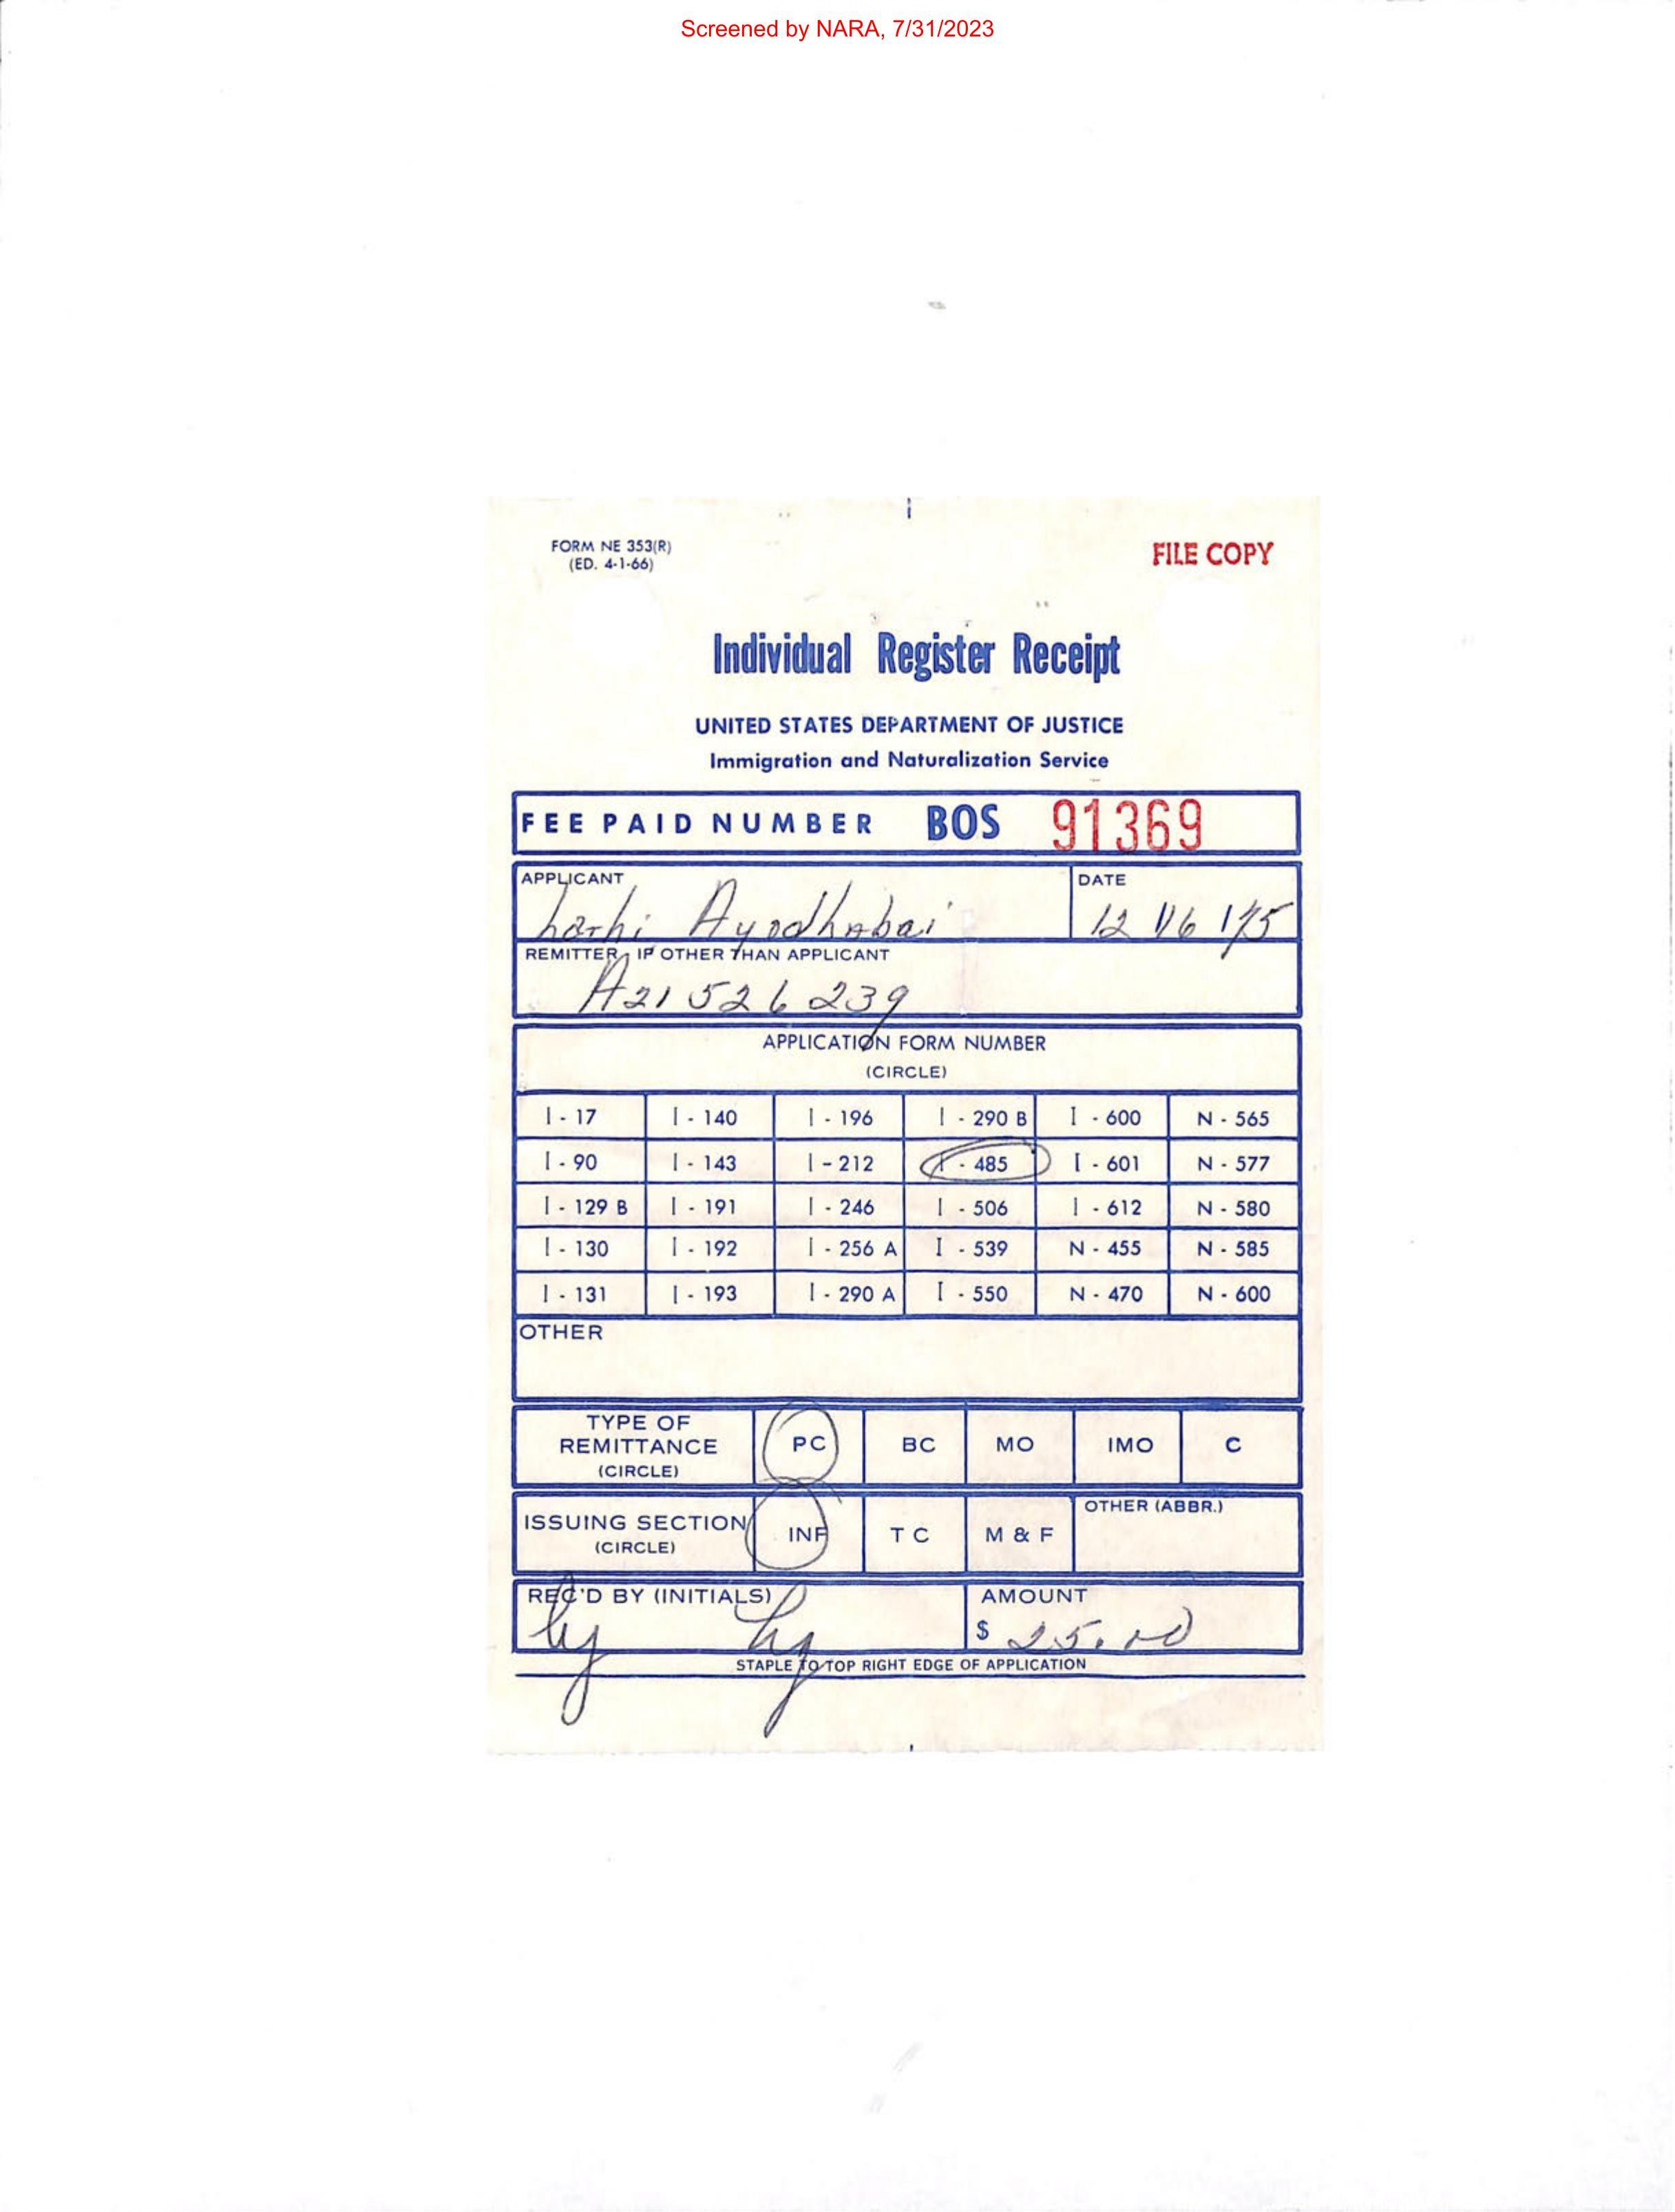 Screened by NARA, 7/31/2023
FORM NE 353(R)
(ED. 4-1-66)
FILE COPY
Individual Register Receipt
UNITED STATES DEPARTMENT OF JUSTICE
Immigration and Naturalization Service
FEE PAID NUMBER BOS 91369
APPLICANT DATE
Ayodhabai 12/16/75
REMITTER, IF OTHER THAN APPLICANT
A21 526 239
APPLICATION FORM NUMBER
(CIRCLE)
I - 17 I - 140 I - 196 I - 290 B I - 600 N - 565
I - 90 I - 143 I - 212 I - 485 I - 601 N - 577
I - 129 B I - 191 I - 246 I - 506 I - 612 N - 580
I - 130 I - 192 I - 256 A I - 539 N - 455 N - 585
I - 131 I - 193 I - 290 A I - 550 N - 470 N - 600
OTHER
TYPE OF
REMITTANCE
(CIRCLE)
PC BC MO IMO C
ISSUING SECTION
(CIRCLE)
INF T C M & F
OTHER (ABBR.)
REC'D BY (INITIALS) AMOUNT
$ 25.00
STAPLE TO TOP RIGHT EDGE OF APPLICATION